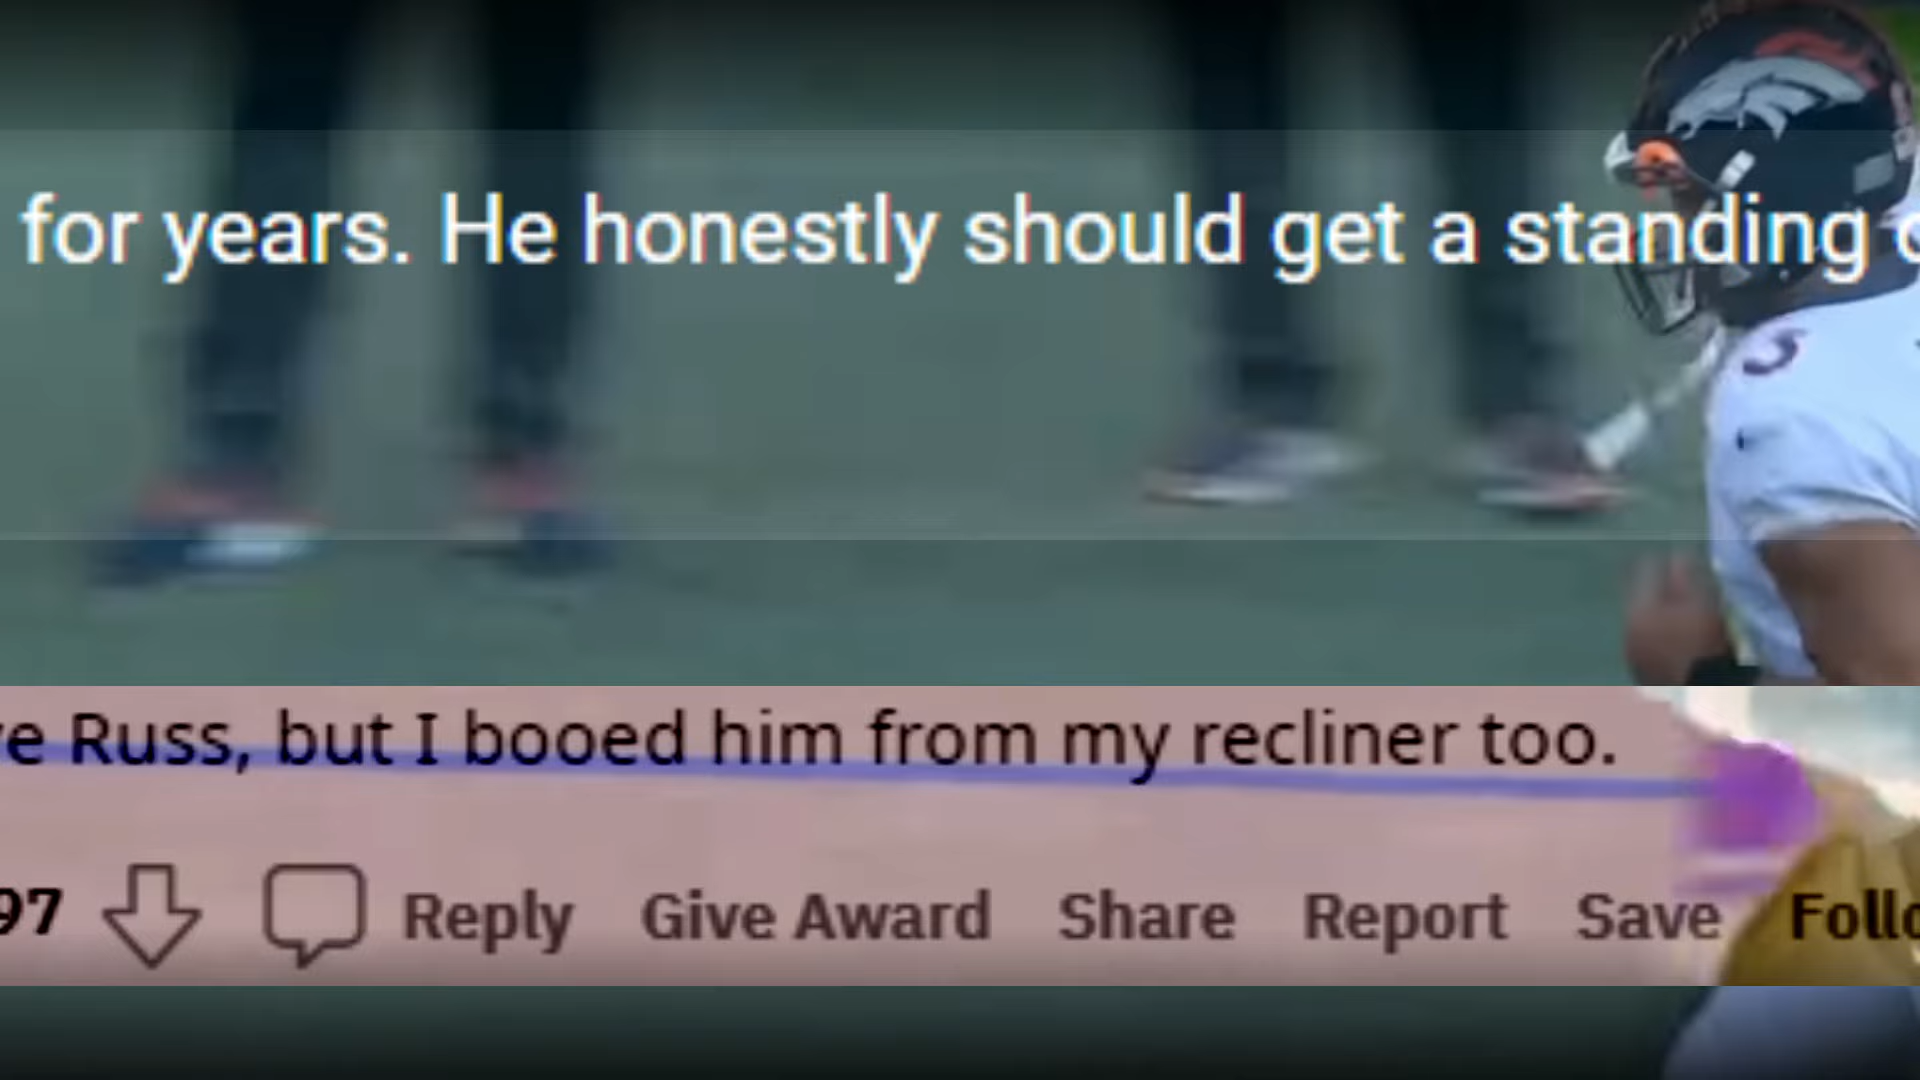 for years. He honestly should get a standing
Russ, but I booed him from my recliner too.
97 Reply Give Award Share Report Save